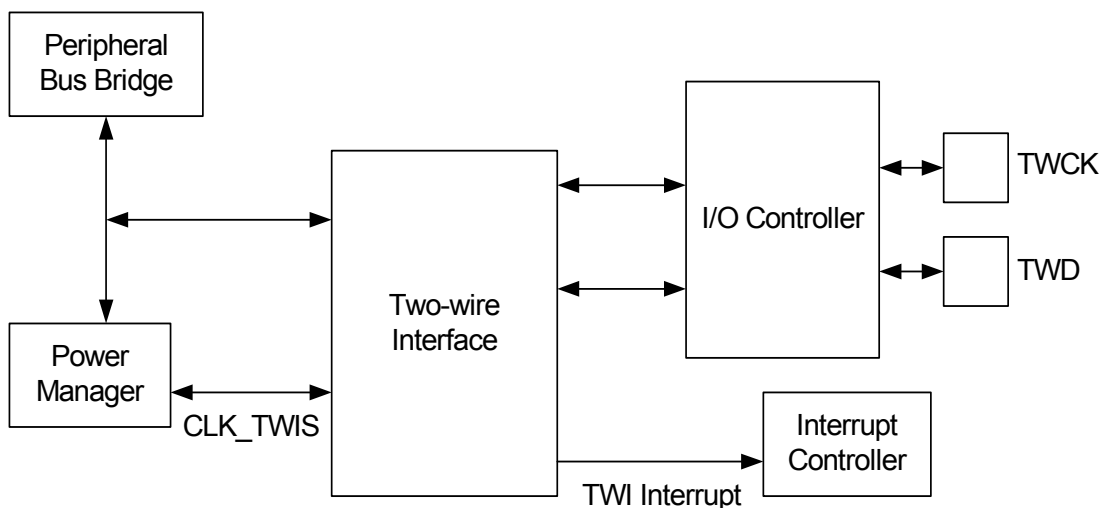 Peripheral
Bus Bridge
TWCK
I/O Controller
TWD
Two-wire
Interface
Power
Manager
CLK_TWIS
Interrupt
Controller
TWI Interrupt